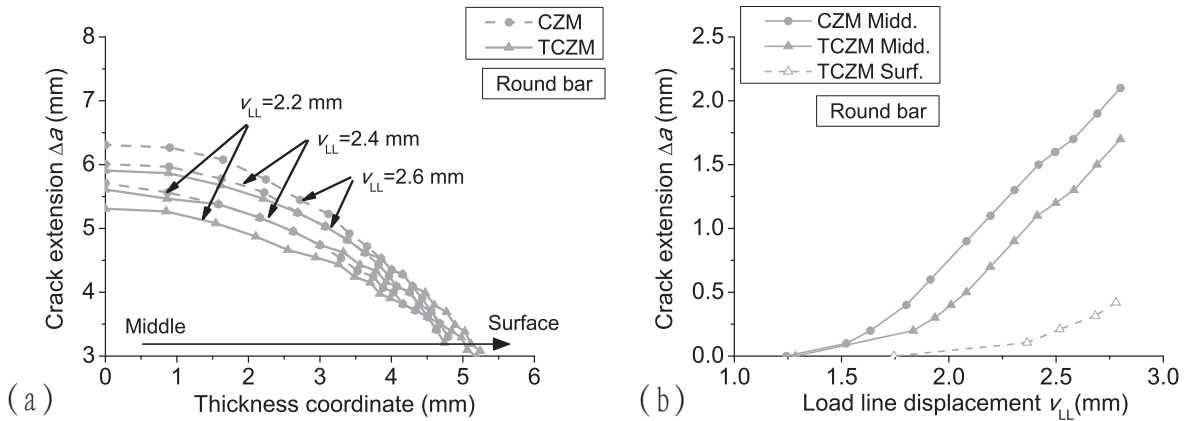 CZM
TCZM
Round bar
v_LL=2.2 mm
v_LL=2.4 mm
v_LL=2.6 mm
Middle
Surface
Crack extension Δa (mm)
8
7
6
5
4
3
0 1 2 3 4 5 6
Thickness coordinate (mm)
(a)
CZM Midd.
TCZM Midd.
TCZM Surf.
Round bar
Crack extension Δa (mm)
2.5
2.0
1.5
1.0
0.5
0.0
1.0 1.5 2.0 2.5 3.0
Load line displacement v_LL(mm)
(b)